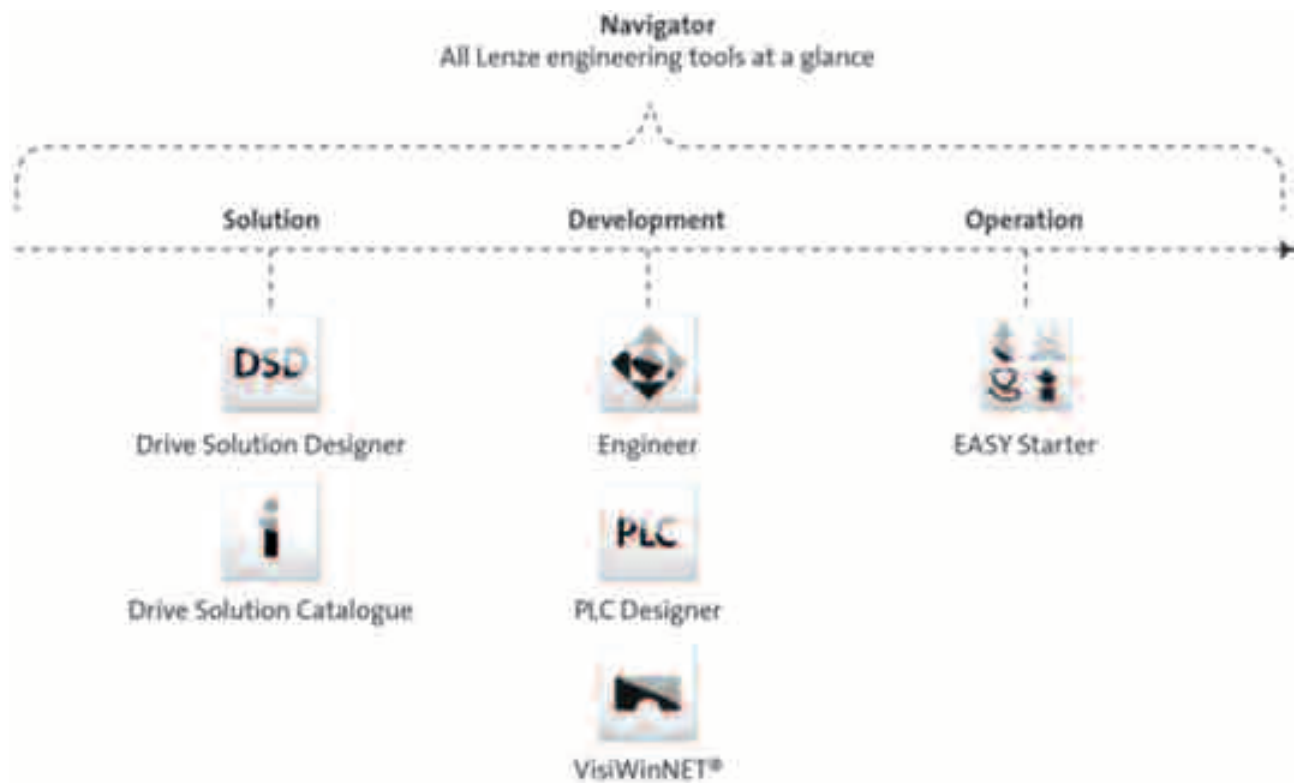 Navigator
All Lenze engineering tools at a glance
Solution
Development
Operation
DSD
Drive Solution Designer
Engineer
EASY Starter
i
Drive Solution Catalogue
PLC
PLC Designer
VisiWinNET®